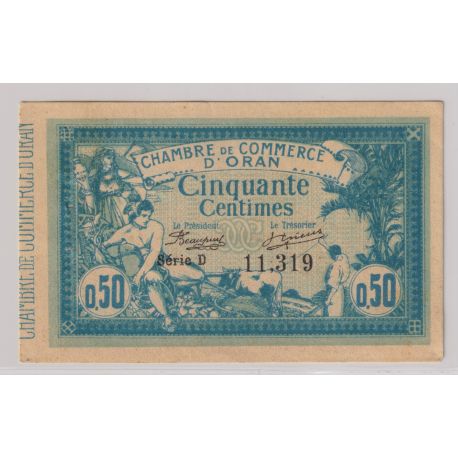 CHAMBRE DE COMMERCE D'ORAN
CHAMBRE DE COMMERCE
D'ORAN
Cinquante
Centimes
Le Président Le Trésorier
Série D 11,319
0,50 0,50